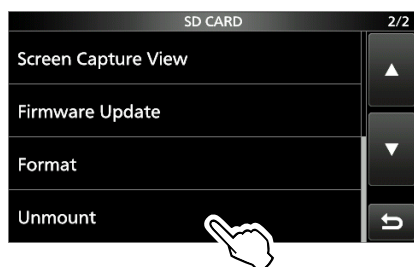 SD CARD 2/2
Screen Capture View
Firmware Update
Format
Unmount